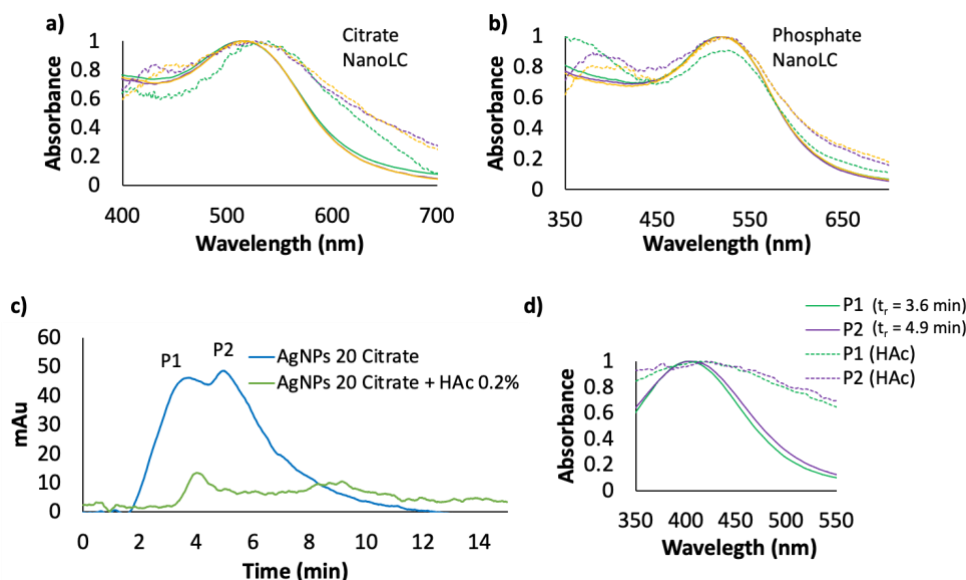 a)
Citrate
NanoLC
Absorbance
1
0.8
0.6
0.4
0.2
0
400
500
600
700
Wavelength (nm)
b)
Phosphate
NanoLC
Absorbance
1
0.8
0.6
0.4
0.2
0
350
450
550
650
Wavelength (nm)
c)
mAu
60
50
40
30
20
10
0
P1
P2
AgNPs 20 Citrate
AgNPs 20 Citrate + HAc 0.2%
0
2
4
6
8
10
12
14
Time (min)
d)
P1 (tr = 3.6 min)
P2 (tr = 4.9 min)
P1 (HAc)
P2 (HAc)
Absorbance
1
0.8
0.6
0.4
0.2
0
350
400
450
500
550
Wavelegth (nm)